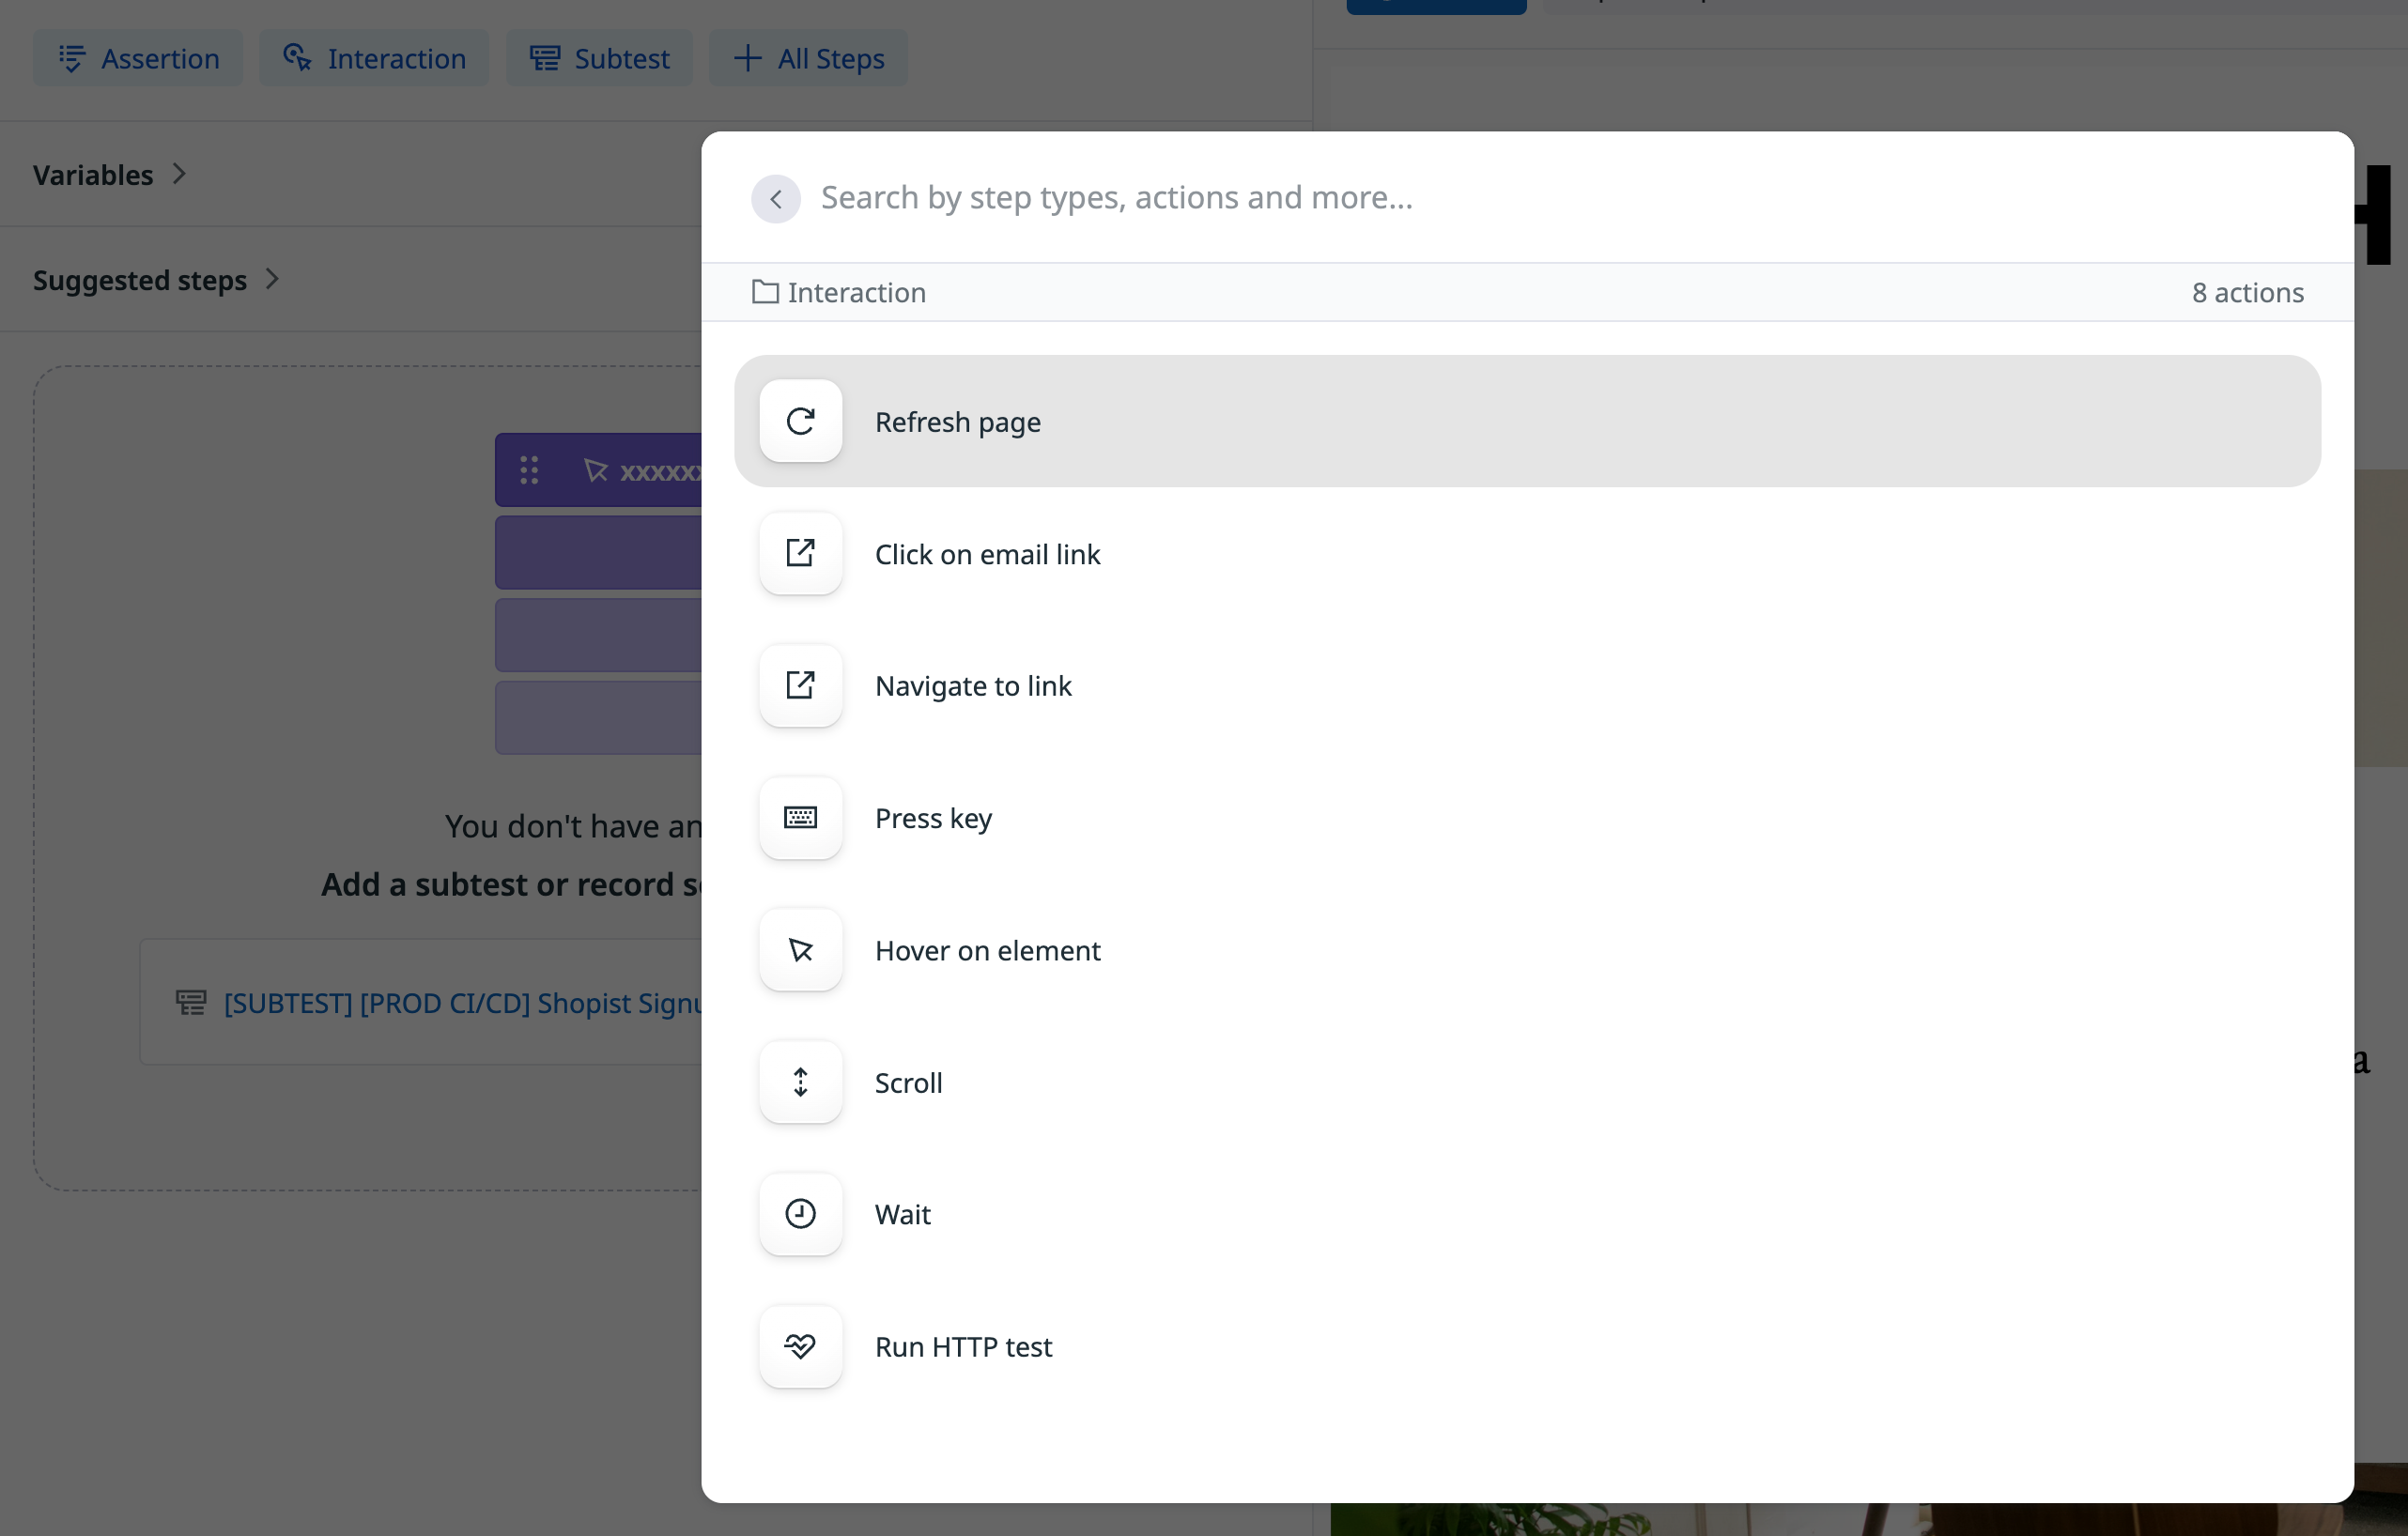 Assertion
Interaction
Subtest
All Steps
Variables
Suggested steps
Search by step types, actions and more...
Interaction
8 actions
Refresh page
Click on email link
Navigate to link
Press key
Hover on element
Scroll
Wait
Run HTTP test
xxxxxx
You don't have an
Add a subtest or record
[SUBTEST] [PROD CI/CD] Shopist Signu
H
a